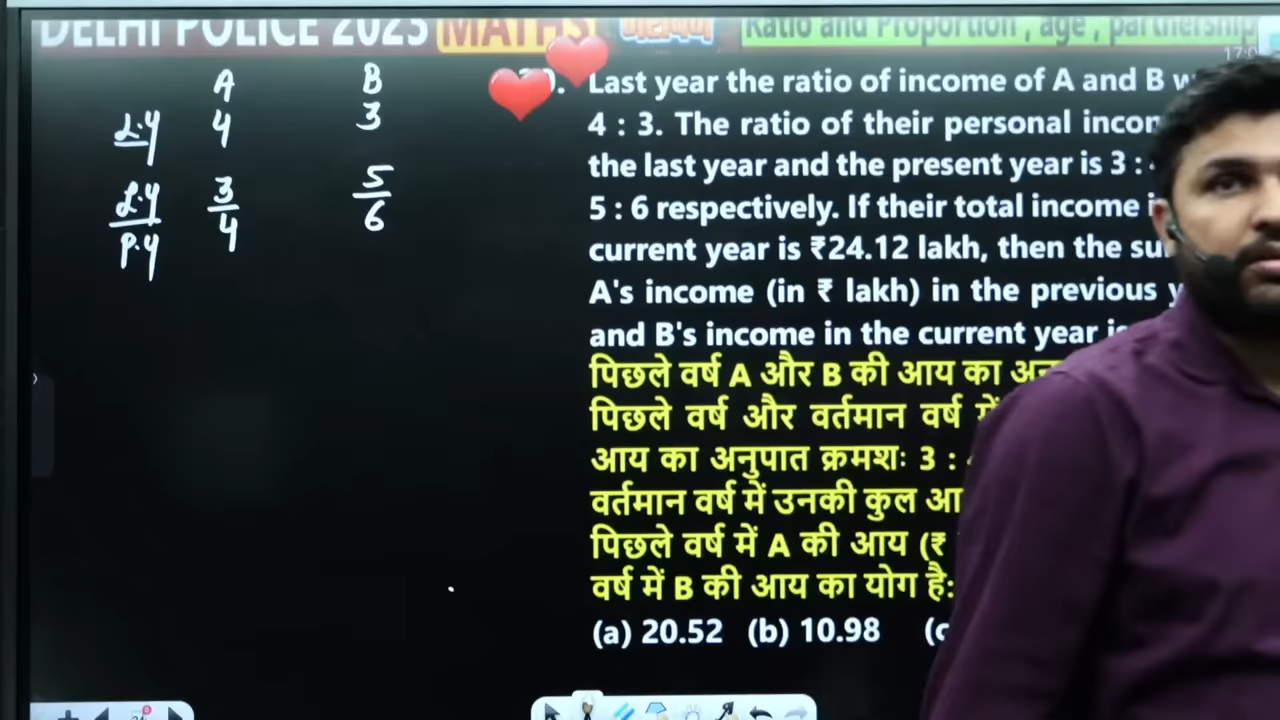 DELHI POLICE 2023 MATHS Ratio and Proportion , age , partnership
A B
L.y 4 3
L.y 3 5
P.y 4 6
Last year the ratio of income of A and B
4 : 3. The ratio of their personal
the last year and the present year is 3 :
5 : 6 respectively. If their total income
current year is ₹24.12 lakh, then the
A's income (in ₹ lakh) in the previous
and B's income in the current year
पिछले वर्ष A और B की आय का
पिछले वर्ष और वर्तमान वर्ष
आय का अनुपात क्रमशः 3 :
वर्तमान वर्ष में उनकी कुल
पिछले वर्ष में A की आय (₹
वर्ष में B की आय का योग है:
(a) 20.52 (b) 10.98